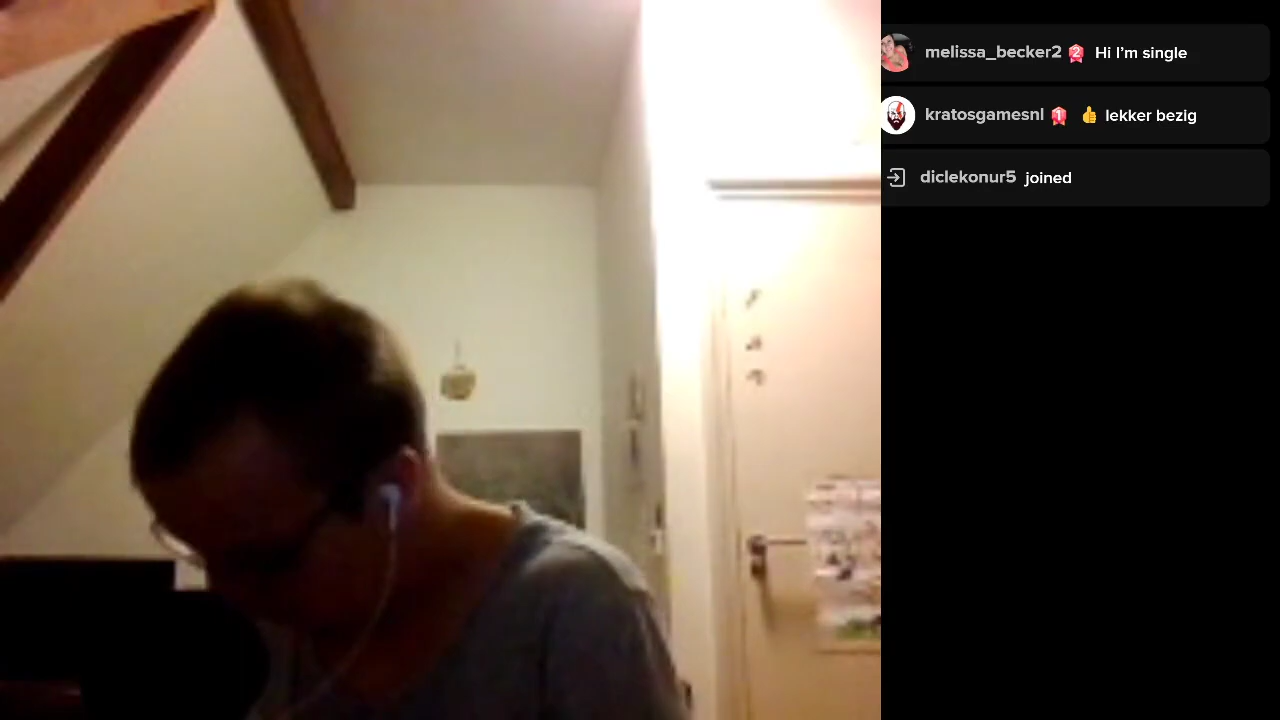 melissa_becker2 2 Hi I'm single
kratosgamesnl 1 👍 lekker bezig
diclekonur5 joined